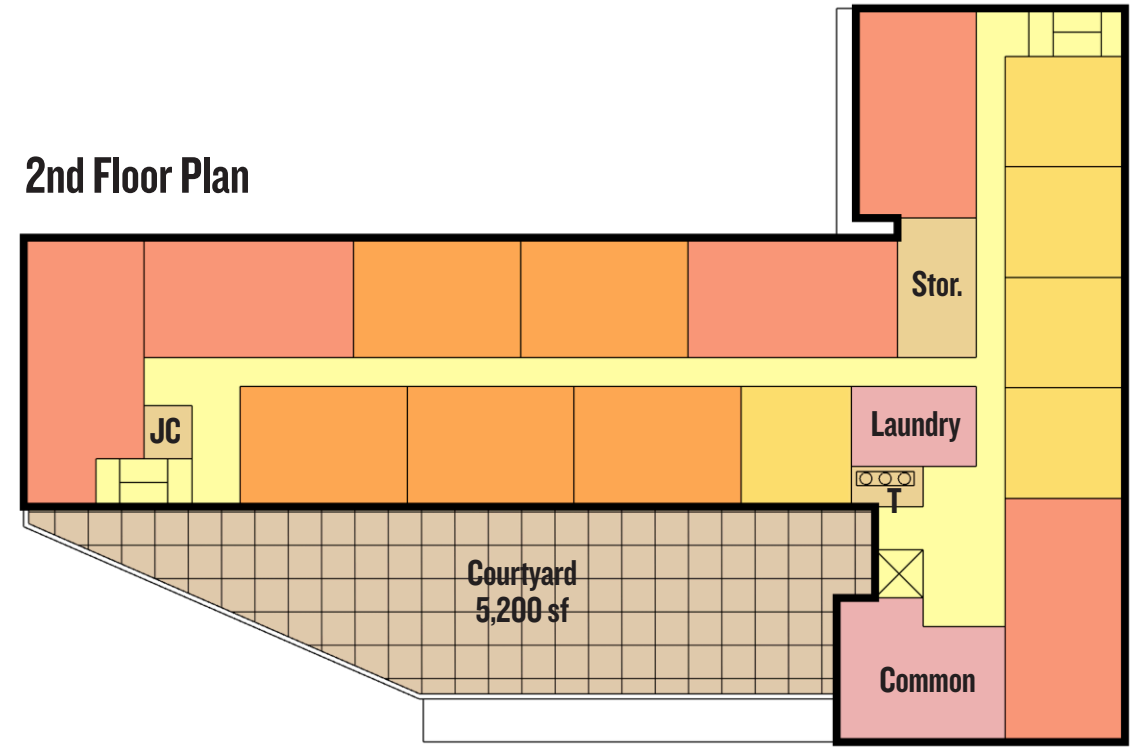 2nd Floor Plan
Stor.
JC
Laundry
T
Courtyard
5,200 sf
Common